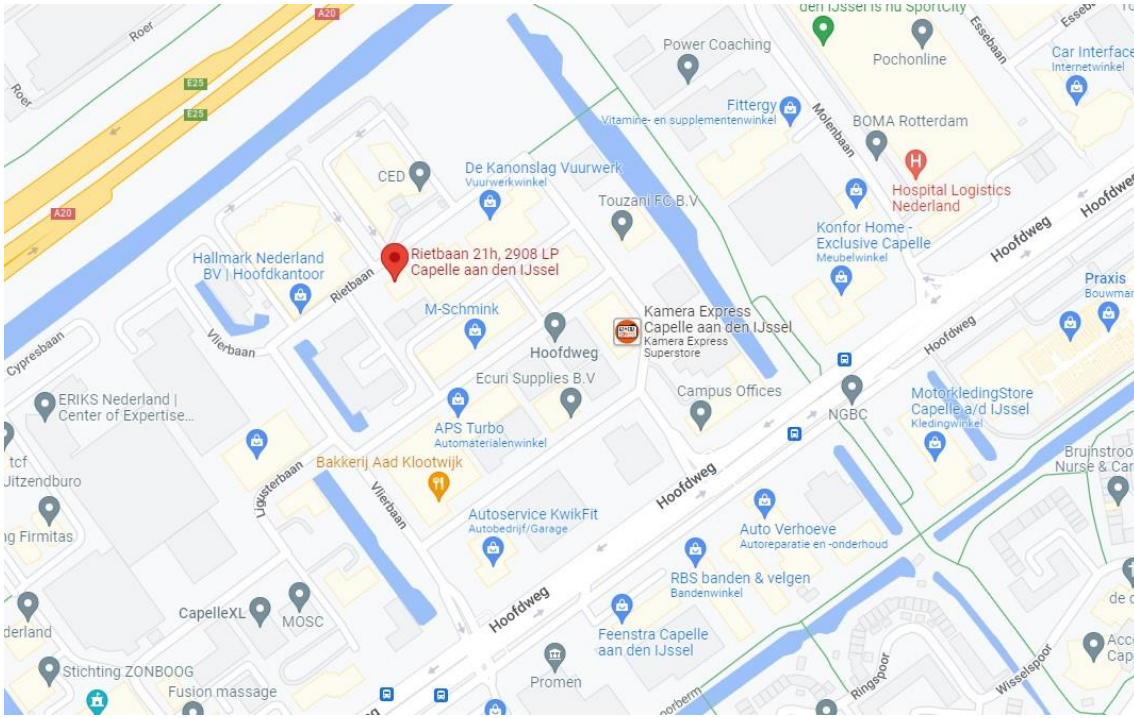 A20
Roer
Roer
E25
E25
A20
den IJssel is nu SportCity
Power Coaching
Pochonline
Essebaan
Car Interface
Internetwinkel
Fittergy
Vitamine- en supplementenwinkel
Molenbaan
BOMA Rotterdam
H
Hospital Logistics
Nederland
Hoofdweg
Hoofdweg
CED
De Kanonslag Vuurwerk
Vuurwerkwinkel
Touzani FC B.V
Konfor Home -
Exclusive Capelle
Meubelwinkel
Hallmark Nederland
BV | Hoofdkantoor
Rietbaan
Rietbaan 21h, 2908 LP
Capelle aan den IJssel
M-Schmink
Kamera Express
Capelle aan den IJssel
Kamera Express
Superstore
Praxis
Bouwmar
Hoofdweg
Cypresbaan
Vlierbaan
Hoofdweg
Ecuri Supplies B.V
Campus Offices
NGBC
MotorkledingStore
Capelle a/d IJssel
Kledingwinkel
ERIKS Nederland |
Center of Expertise...
APS Turbo
Automaterialenwinkel
Bakkerij Aad Klootwijk
tcf
Uitzendburo
Ligusterbaan
Vlierbaan
Hoofdweg
Bruinstroo
Nurse & Car
ng Firmitas
Autoservice KwikFit
Autobedrijf/Garage
Auto Verhoeve
Autoreparatie en -onderhoud
RBS banden & velgen
Bandenwinkel
CapelleXL
MOSC
Hoofdweg
Feenstra Capelle
aan den IJssel
derland
de c
Stichting ZONBOOG
Fusion massage
Promen
oorberm
Ringspoor
Wisselspoor
Acco
Cap